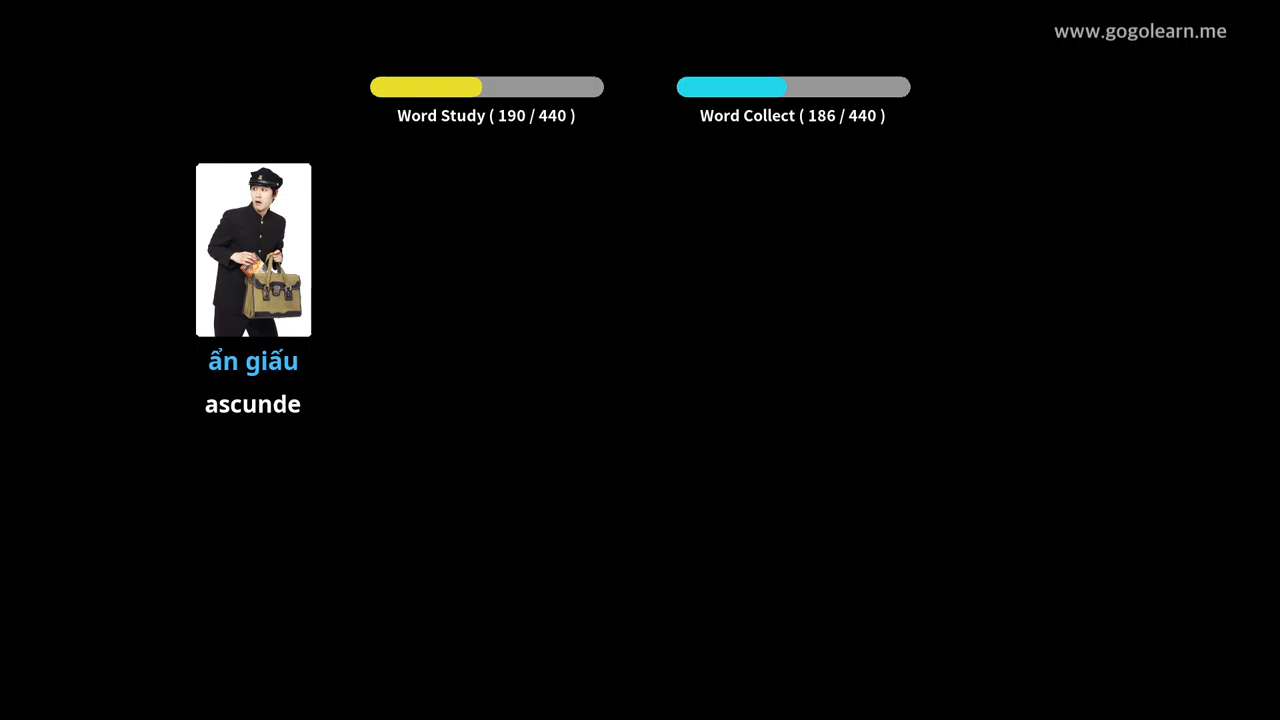 www.gogolearn.me
Word Study ( 190 / 440 )
Word Collect ( 186 / 440 )
ẩn giấu
ascunde